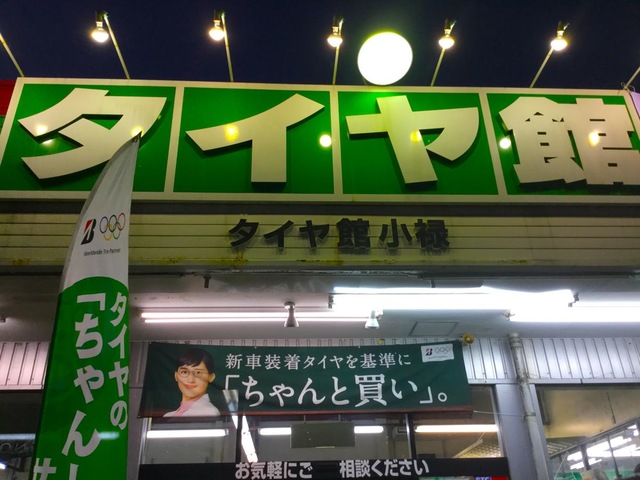 タイヤ館
タイヤ館小禄
新車装着タイヤを基準に
「ちゃんと買い」。
タイヤの
「ちゃんと
お気軽にご 相談ください